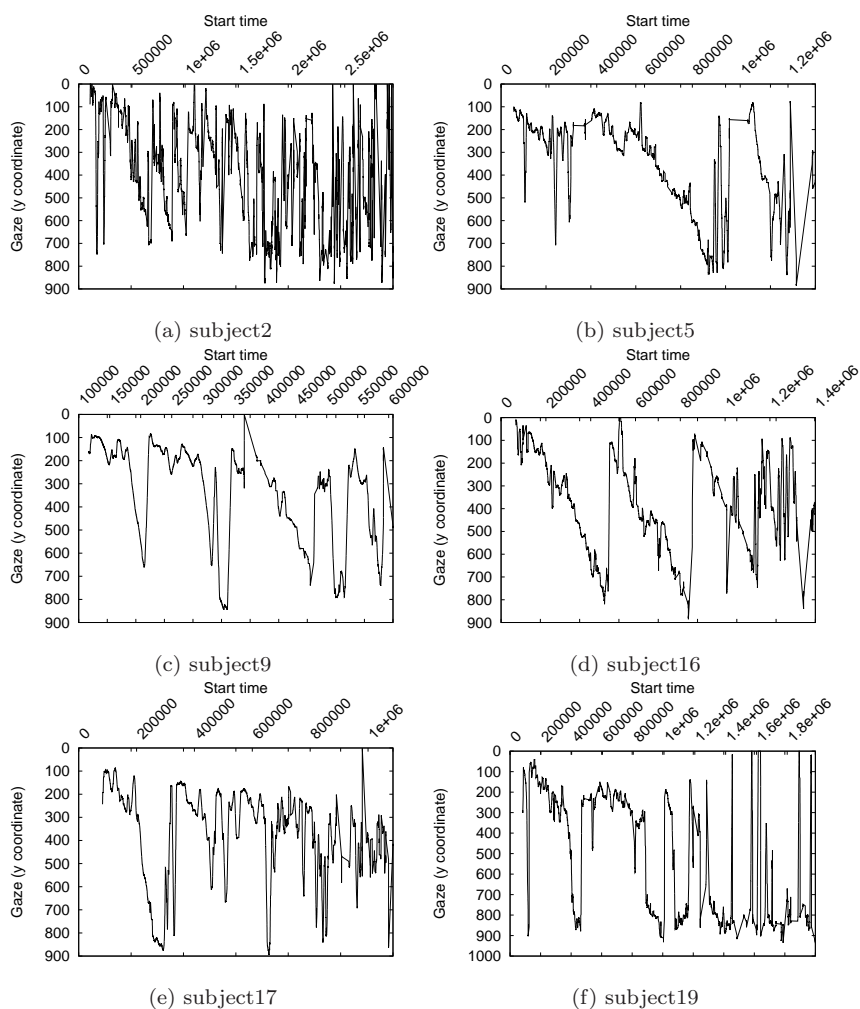 Start time
0 500000 1e+06 1.5e+06 2e+06 2.5e+06
0
100
200
300
400
500
600
700
800
900
Gaze (y coordinate)
(a) subject2
Start time
0 200000 400000 600000 800000 1e+06 1.2e+06
0
100
200
300
400
500
600
700
800
900
Gaze (y coordinate)
(b) subject5
Start time
100000 150000 200000 250000 300000 350000 400000 450000 500000 550000 600000
0
100
200
300
400
500
600
700
800
900
Gaze (y coordinate)
(c) subject9
Start time
0 200000 400000 600000 800000 1e+06 1.2e+06 1.4e+06
0
100
200
300
400
500
600
700
800
900
Gaze (y coordinate)
(d) subject16
Start time
0 200000 400000 600000 800000 1e+06
0
100
200
300
400
500
600
700
800
900
Gaze (y coordinate)
(e) subject17
Start time
0 200000 400000 600000 800000 1e+06 1.2e+06 1.4e+06 1.6e+06 1.8e+06
0
100
200
300
400
500
600
700
800
900
1000
Gaze (y coordinate)
(f) subject19